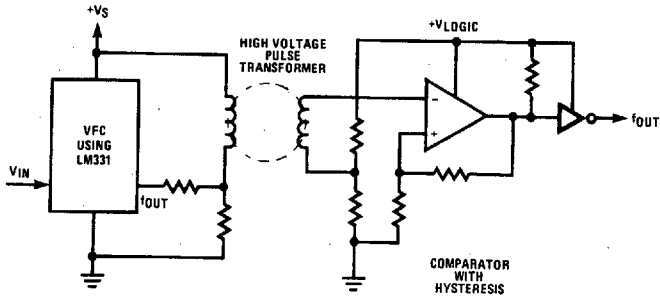 +VS
+VLOGIC
HIGH VOLTAGE
PULSE
TRANSFORMER
VFC
USING
LM331
VIN
fOUT
−
+
fOUT
COMPARATOR
WITH
HYSTERESIS